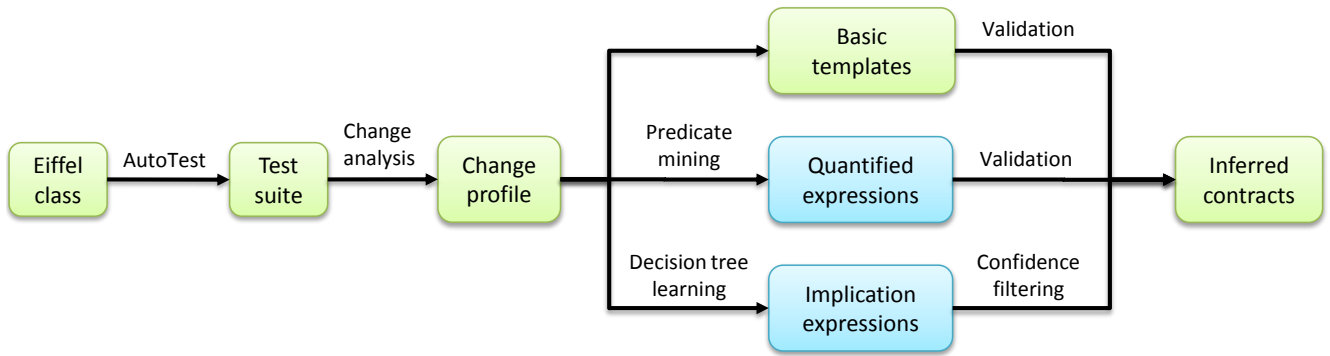 Eiffel
class
AutoTest
Test
suite
Change
analysis
Change
profile
Basic
templates
Validation
Predicate
mining
Quantified
expressions
Validation
Decision tree
learning
Implication
expressions
Confidence
filtering
Inferred
contracts